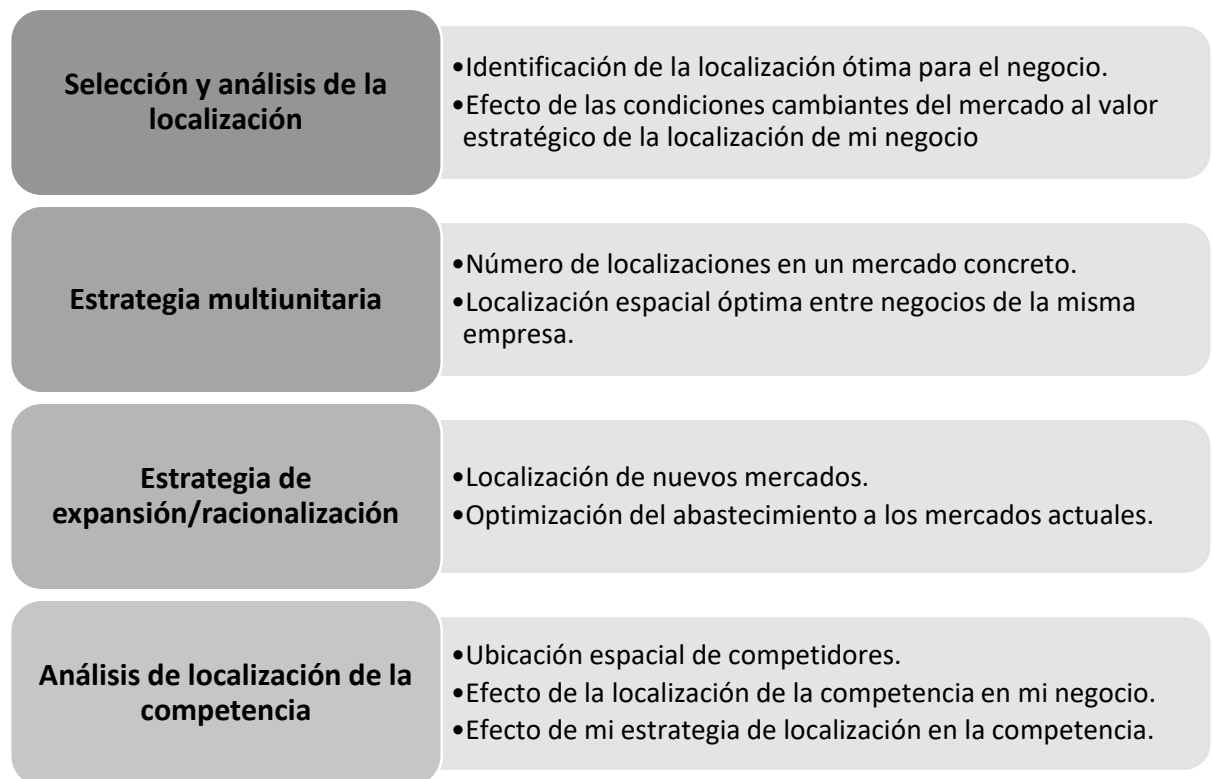 Selección y análisis de la
localización
•Identificación de la localización ótima para el negocio.
•Efecto de las condiciones cambiantes del mercado al valor
estratégico de la localización de mi negocio
Estrategia multiunitaria
•Número de localizaciones en un mercado concreto.
•Localización espacial óptima entre negocios de la misma
empresa.
Estrategia de
expansión/racionalización
•Localización de nuevos mercados.
•Optimización del abastecimiento a los mercados actuales.
Análisis de localización de la
competencia
•Ubicación espacial de competidores.
•Efecto de la localización de la competencia en mi negocio.
•Efecto de mi estrategia de localización en la competencia.